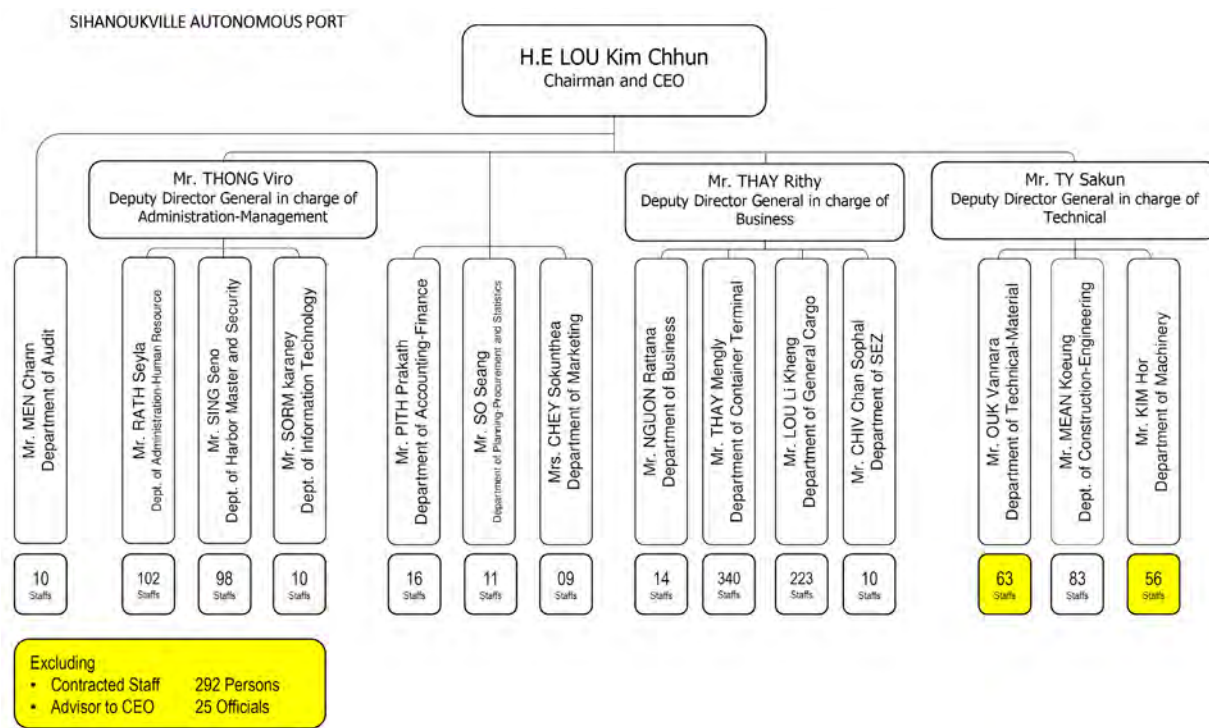 SIHANOUKVILLE AUTONOMOUS PORT
H.E LOU Kim Chhun
Chairman and CEO
Mr. THONG Viro
Deputy Director General in charge of
Administration-Management
Mr. THAY Rithy
Deputy Director General in charge of
Business
Mr. TY Sakun
Deputy Director General in charge of
Technical
Mr. MEN Chann
Department of Audit
Mr. RATH Seyla
Dept. of Administration-Human Resource
Mr. SING Seno
Dept. of Harbor Master and Security
Mr. SORM karaney
Dept. of Information Technology
Mr. PITH Prakath
Department of Accounting-Finance
Mr. SO Seang
Department of Planning-Procurement and Statistics
Mrs. CHEY Sokunthea
Department of Marketing
Mr. NGUON Rattana
Department of Business
Mr. THAY Mengly
Department of Container Terminal
Mr. LOU Li Kheng
Department of General Cargo
Mr. CHIV Chan Sophal
Department of SEZ
Mr. OUK Vannara
Department of Technical-Material
Mr. MEAN Koeung
Dept. of Construction-Engineering
Mr. KIM Hor
Department of Machinery
10
Staffs
102
Staffs
98
Staffs
10
Staffs
16
Staffs
11
Staffs
09
Staffs
14
Staffs
340
Staffs
223
Staffs
10
Staffs
63
Staffs
83
Staffs
56
Staffs
Excluding
• Contracted Staff 292 Persons
• Advisor to CEO 25 Officials